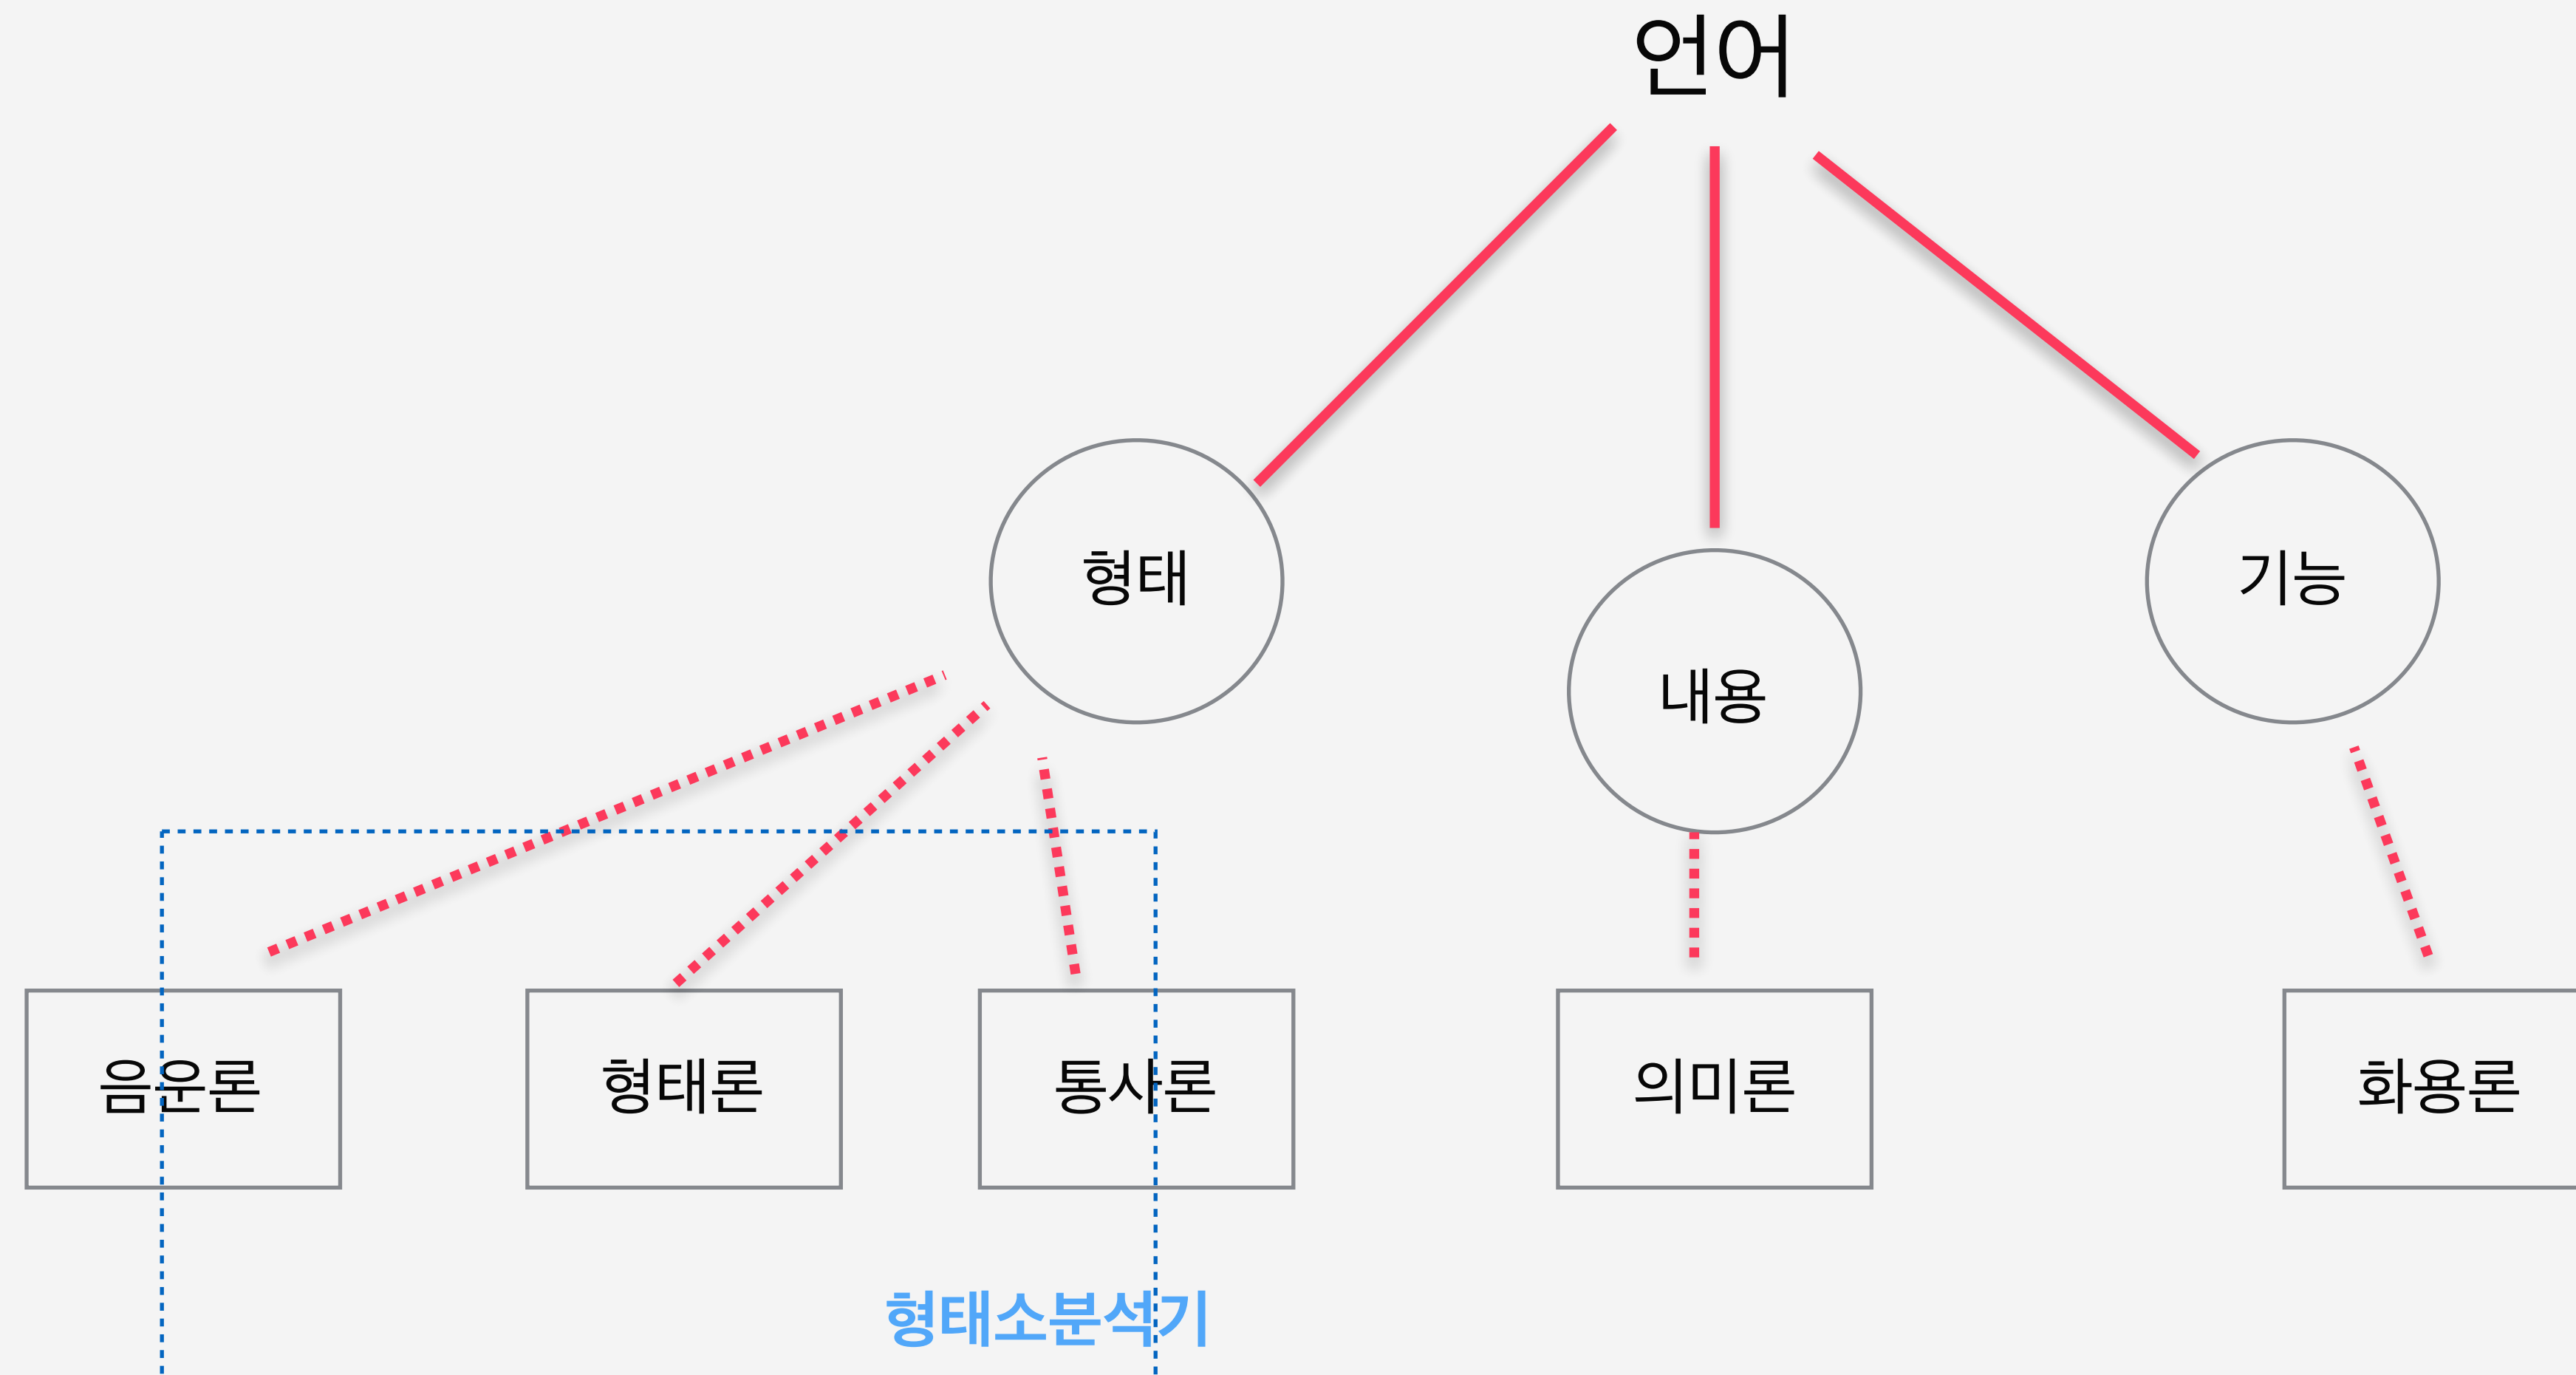 언어
형태
내용
기능
음운론
형태론
통사론
의미론
화용론
형태소분석기